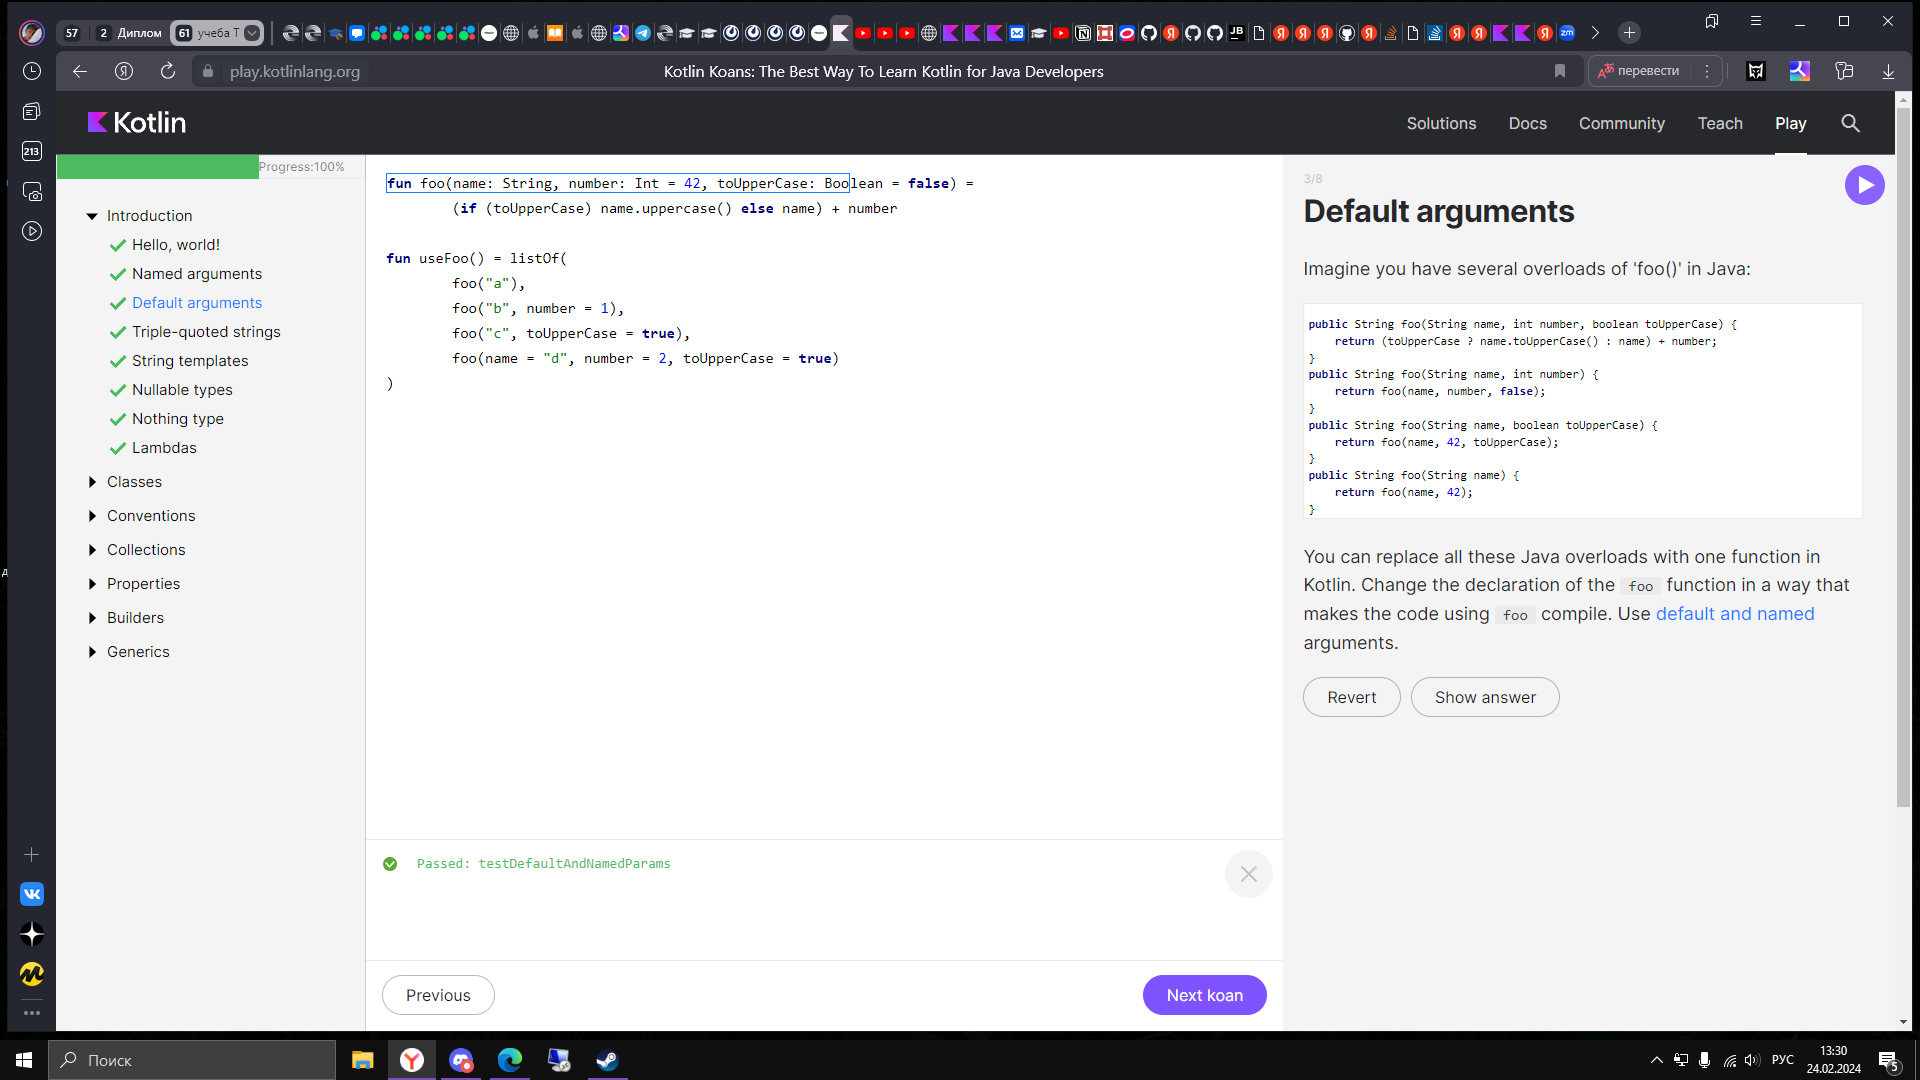 57
2 Диплом
61 учеба Т
JB
zm
Я
play.kotlinlang.org
Kotlin Koans: The Best Way To Learn Kotlin for Java Developers
перевести
213
Kotlin
Solutions
Docs
Community
Teach
Play
Progress:100%
Introduction
Hello, world!
Named arguments
Default arguments
Triple-quoted strings
String templates
Nullable types
Nothing type
Lambdas
Classes
Conventions
Collections
Properties
Builders
Generics
fun foo(name: String, number: Int = 42, toUpperCase: Boolean = false) =
(if (toUpperCase) name.uppercase() else name) + number
fun useFoo() = listOf(
foo("a"),
foo("b", number = 1),
foo("c", toUpperCase = true),
foo(name = "d", number = 2, toUpperCase = true)
)
Passed: testDefaultAndNamedParams
Previous
Next koan
3/8
Default arguments
Imagine you have several overloads of 'foo()' in Java:
public String foo(String name, int number, boolean toUpperCase) {
return (toUpperCase ? name.toUpperCase() : name) + number;
}
public String foo(String name, int number) {
return foo(name, number, false);
}
public String foo(String name, boolean toUpperCase) {
return foo(name, 42, toUpperCase);
}
public String foo(String name) {
return foo(name, 42);
}
You can replace all these Java overloads with one function in
Kotlin. Change the declaration of the foo function in a way that
makes the code using foo compile. Use default and named
arguments.
Revert
Show answer
Поиск
РУС
13:30
24.02.2024
5